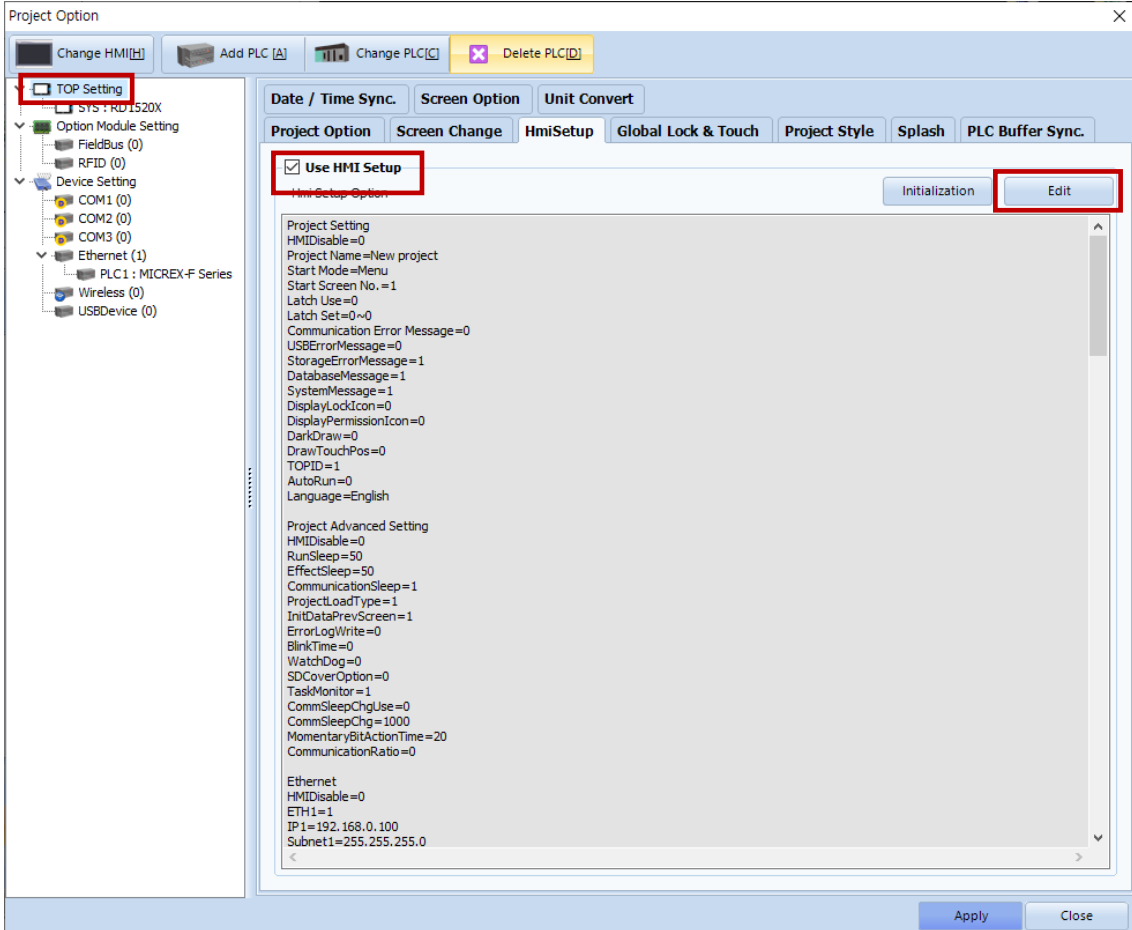 Project Option
Change HMI[H]
Add PLC [A]
Change PLC[C]
Delete PLC[D]
TOP Setting
SYS : RD1520X
Option Module Setting
FieldBus (0)
RFID (0)
Device Setting
COM1 (0)
COM2 (0)
COM3 (0)
Ethernet (1)
PLC1 : MICREX-F Series
Wireless (0)
USBDevice (0)
Date / Time Sync.
Screen Option
Unit Convert
Project Option
Screen Change
HmiSetup
Global Lock & Touch
Project Style
Splash
PLC Buffer Sync.
Use HMI Setup
Hmi Setup Option
Initialization
Edit
Project Setting
HMIDisable=0
Project Name=New project
Start Mode=Menu
Start Screen No.=1
Latch Use=0
Latch Set=0~0
Communication Error Message=0
USBErrorMessage=0
StorageErrorMessage=1
DatabaseMessage=1
SystemMessage=1
DisplayLockIcon=0
DisplayPermissionIcon=0
DarkDraw=0
DrawTouchPos=0
TOPID=1
AutoRun=0
Language=English
Project Advanced Setting
HMIDisable=0
RunSleep=50
EffectSleep=50
CommunicationSleep=1
ProjectLoadType=1
InitDataPrevScreen=1
ErrorLogWrite=0
BlinkTime=0
WatchDog=0
SDCoverOption=0
TaskMonitor=1
CommSleepChgUse=0
CommSleepChg=1000
MomentaryBitActionTime=20
CommunicationRatio=0
Ethernet
HMIDisable=0
ETH1=1
IP1=192.168.0.100
Subnet1=255.255.255.0
Apply
Close